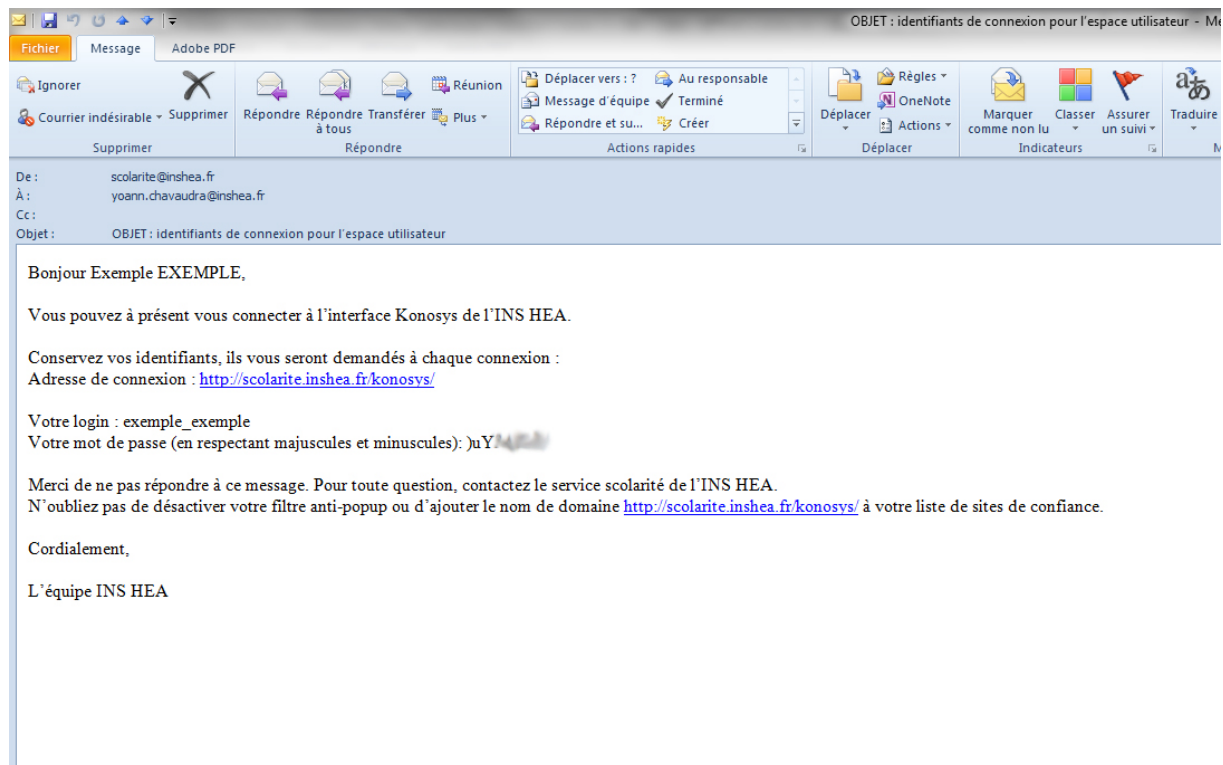 OBJET : identifiants de connexion pour l'espace utilisateur - Me
Fichier Message Adobe PDF
Ignorer
Courrier indésirable
Supprimer
Répondre
Répondre à tous
Transférer
Réunion
Plus
Déplacer vers : ?
Au responsable
Message d'équipe
Terminé
Répondre et su...
Créer
Déplacer
Règles
OneNote
Actions
Marquer comme non lu
Classer
Assurer un suivi
Traduire
Supprimer Répondre Actions rapides Déplacer Indicateurs M
De : scolarite@inshea.fr
À : yoann.chavaudra@inshea.fr
Cc :
Objet : OBJET : identifiants de connexion pour l'espace utilisateur
Bonjour Exemple EXEMPLE,
Vous pouvez à présent vous connecter à l'interface Konosys de l'INS HEA.
Conservez vos identifiants, ils vous seront demandés à chaque connexion :
Adresse de connexion : http://scolarite.inshea.fr/konosys/
Votre login : exemple_exemple
Votre mot de passe (en respectant majuscules et minuscules): )uY
Merci de ne pas répondre à ce message. Pour toute question, contactez le service scolarité de l'INS HEA.
N'oubliez pas de désactiver votre filtre anti-popup ou d'ajouter le nom de domaine http://scolarite.inshea.fr/konosys/ à votre liste de sites de confiance.
Cordialement,
L'équipe INS HEA